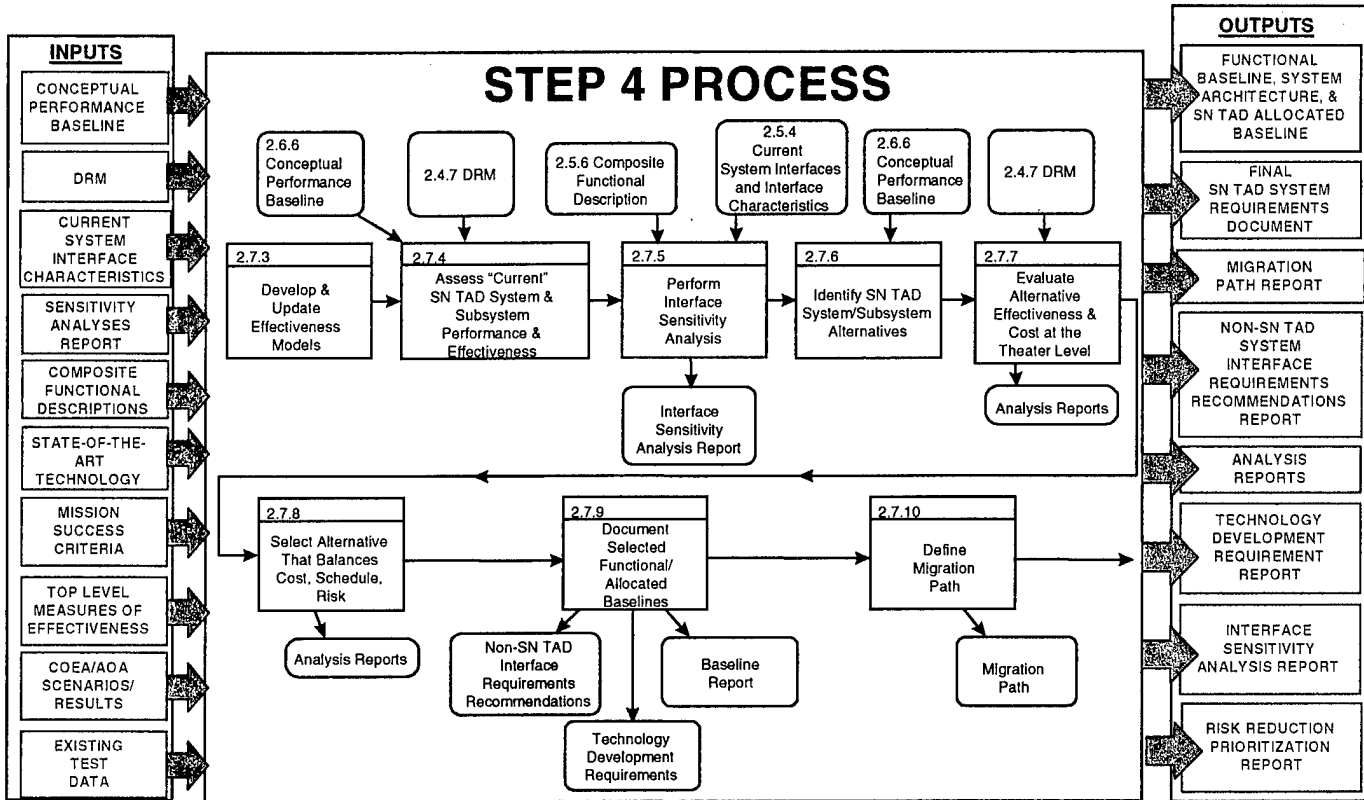 INPUTS
CONCEPTUAL
PERFORMANCE
BASELINE
DRM
CURRENT
SYSTEM
INTERFACE
CHARACTERISTICS
SENSITIVITY
ANALYSES
REPORT
COMPOSITE
FUNCTIONAL
DESCRIPTIONS
STATE-OF-THE-
ART
TECHNOLOGY
MISSION
SUCCESS
CRITERIA
TOP LEVEL
MEASURES OF
EFFECTIVENESS
COEA/AOA
SCENARIOS/
RESULTS
EXISTING
TEST
DATA
STEP 4 PROCESS
2.6.6
Conceptual
Performance
Baseline
2.4.7 DRM
2.5.6 Composite
Functional
Description
2.5.4
Current
System Interfaces
and Interface
Characteristics
2.6.6
Conceptual
Performance
Baseline
2.4.7 DRM
2.7.3
Develop &
Update
Effectiveness
Models
2.7.4
Assess "Current"
SN TAD System &
Subsystem
Performance &
Effectiveness
2.7.5
Perform
Interface
Sensitivity
Analysis
2.7.6
Identify SN TAD
System/Subsystem
Alternatives
2.7.7
Evaluate
Alternative
Effectiveness &
Cost at the
Theater Level
Interface
Sensitivity
Analysis Report
Analysis Reports
2.7.8
Select Alternative
That Balances
Cost, Schedule,
Risk
2.7.9
Document
Selected
Functional/
Allocated
Baselines
2.7.10
Define
Migration
Path
Analysis Reports
Non-SN TAD
Interface
Requirements
Recommendations
Technology
Development
Requirements
Baseline
Report
Migration
Path
OUTPUTS
FUNCTIONAL
BASELINE, SYSTEM
ARCHITECTURE, &
SN TAD ALLOCATED
BASELINE
FINAL
SN TAD SYSTEM
REQUIREMENTS
DOCUMENT
MIGRATION
PATH REPORT
NON-SN TAD
SYSTEM
INTERFACE
REQUIREMENTS
RECOMMENDATIONS
REPORT
ANALYSIS
REPORTS
TECHNOLOGY
DEVELOPMENT
REQUIREMENT
REPORT
INTERFACE
SENSITIVITY
ANALYSIS REPORT
RISK REDUCTION
PRIORITIZATION
REPORT